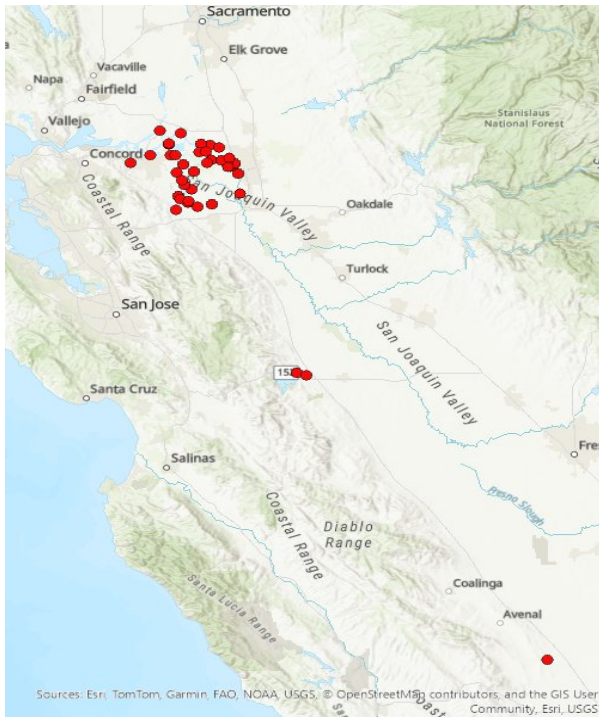 Sacramento
Elk Grove
Vacaville
Napa
Fairfield
Vallejo
Stanislaus
National Forest
Concord
Coastal Range
San Joaquin Valley
Oakdale
Turlock
San Jose
San Joaquin Valley
Santa Cruz
Salinas
Fres
Fresno Slough
Coastal Range
Diablo
Range
Santa Lucia Range
Coalinga
Avenal
Coast
Sources: Esri, TomTom, Garmin, FAO, NOAA, USGS, © OpenStreetMap contributors, and the GIS User
Community, Esri, USGS